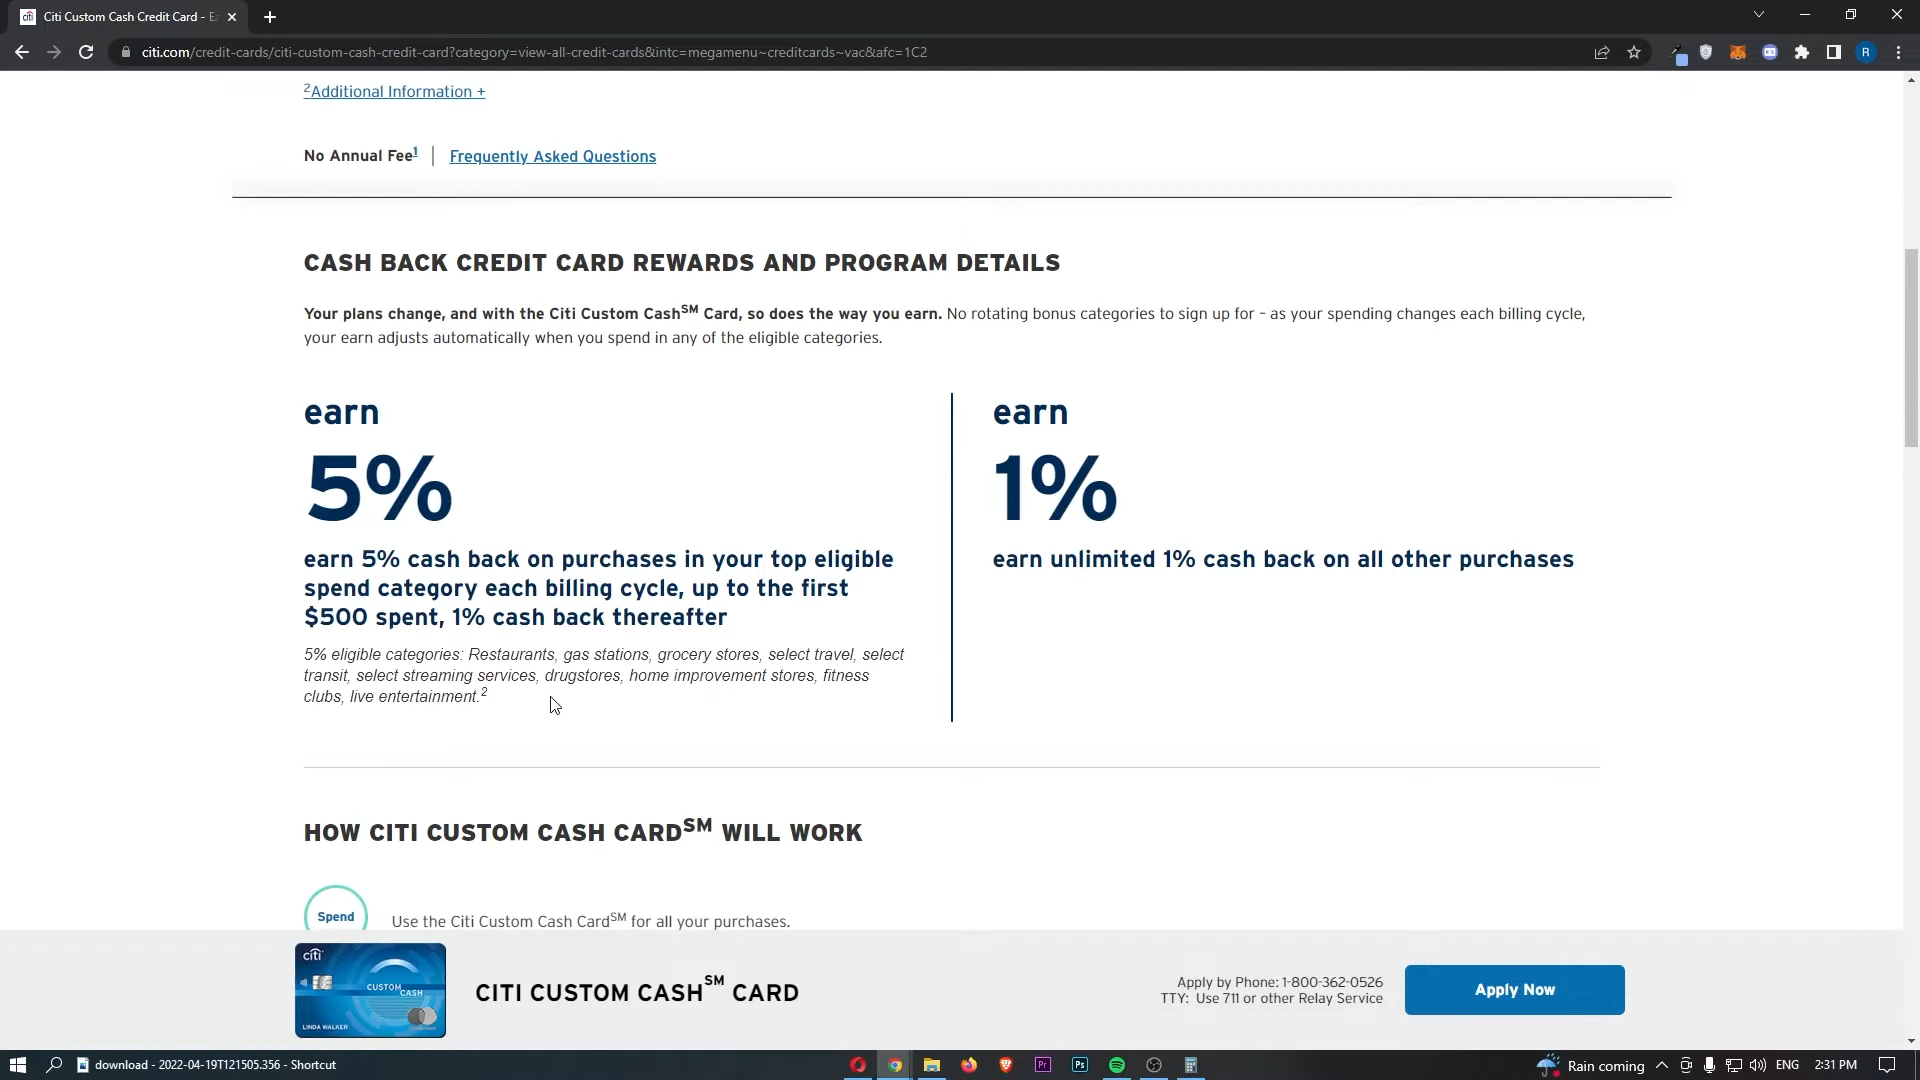 Citi Custom Cash Credit Card - Ea
citi.com/credit-cards/citi-custom-cash-credit-card?category=view-all-credit-cards&intc=megamenu~creditcards~vac&afc=1C2
R
2Additional Information +
No Annual Fee1 | Frequently Asked Questions
CASH BACK CREDIT CARD REWARDS AND PROGRAM DETAILS
Your plans change, and with the Citi Custom CashSM Card, so does the way you earn. No rotating bonus categories to sign up for – as your spending changes each billing cycle,
your earn adjusts automatically when you spend in any of the eligible categories.
earn
5%
earn 5% cash back on purchases in your top eligible
spend category each billing cycle, up to the first
$500 spent, 1% cash back thereafter
5% eligible categories: Restaurants, gas stations, grocery stores, select travel, select
transit, select streaming services, drugstores, home improvement stores, fitness
clubs, live entertainment.2
earn
1%
earn unlimited 1% cash back on all other purchases
HOW CITI CUSTOM CASH CARDSM WILL WORK
Spend
Use the Citi Custom Cash CardSM for all your purchases.
citi
CUSTOM
CASH
LINDA WALKER
CITI CUSTOM CASHSM CARD
Apply by Phone: 1-800-362-0526
TTY: Use 711 or other Relay Service
Apply Now
download - 2022-04-19T121505.356 - Shortcut
Pr
Ps
Rain coming
ENG
2:31 PM